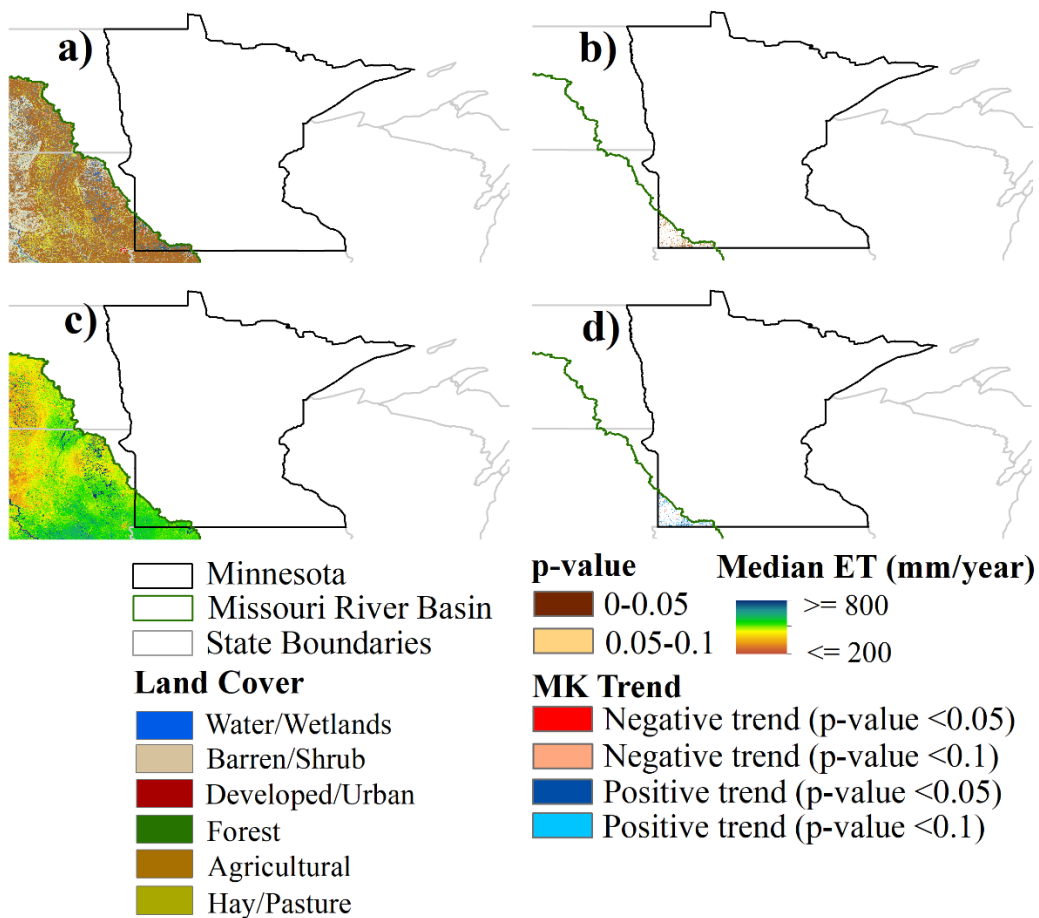 a)
b)
c)
d)
Minnesota
Missouri River Basin
State Boundaries
Land Cover
Water/Wetlands
Barren/Shrub
Developed/Urban
Forest
Agricultural
Hay/Pasture
p-value
0-0.05
0.05-0.1
Median ET (mm/year)
>= 800
<= 200
MK Trend
Negative trend (p-value <0.05)
Negative trend (p-value <0.1)
Positive trend (p-value <0.05)
Positive trend (p-value <0.1)